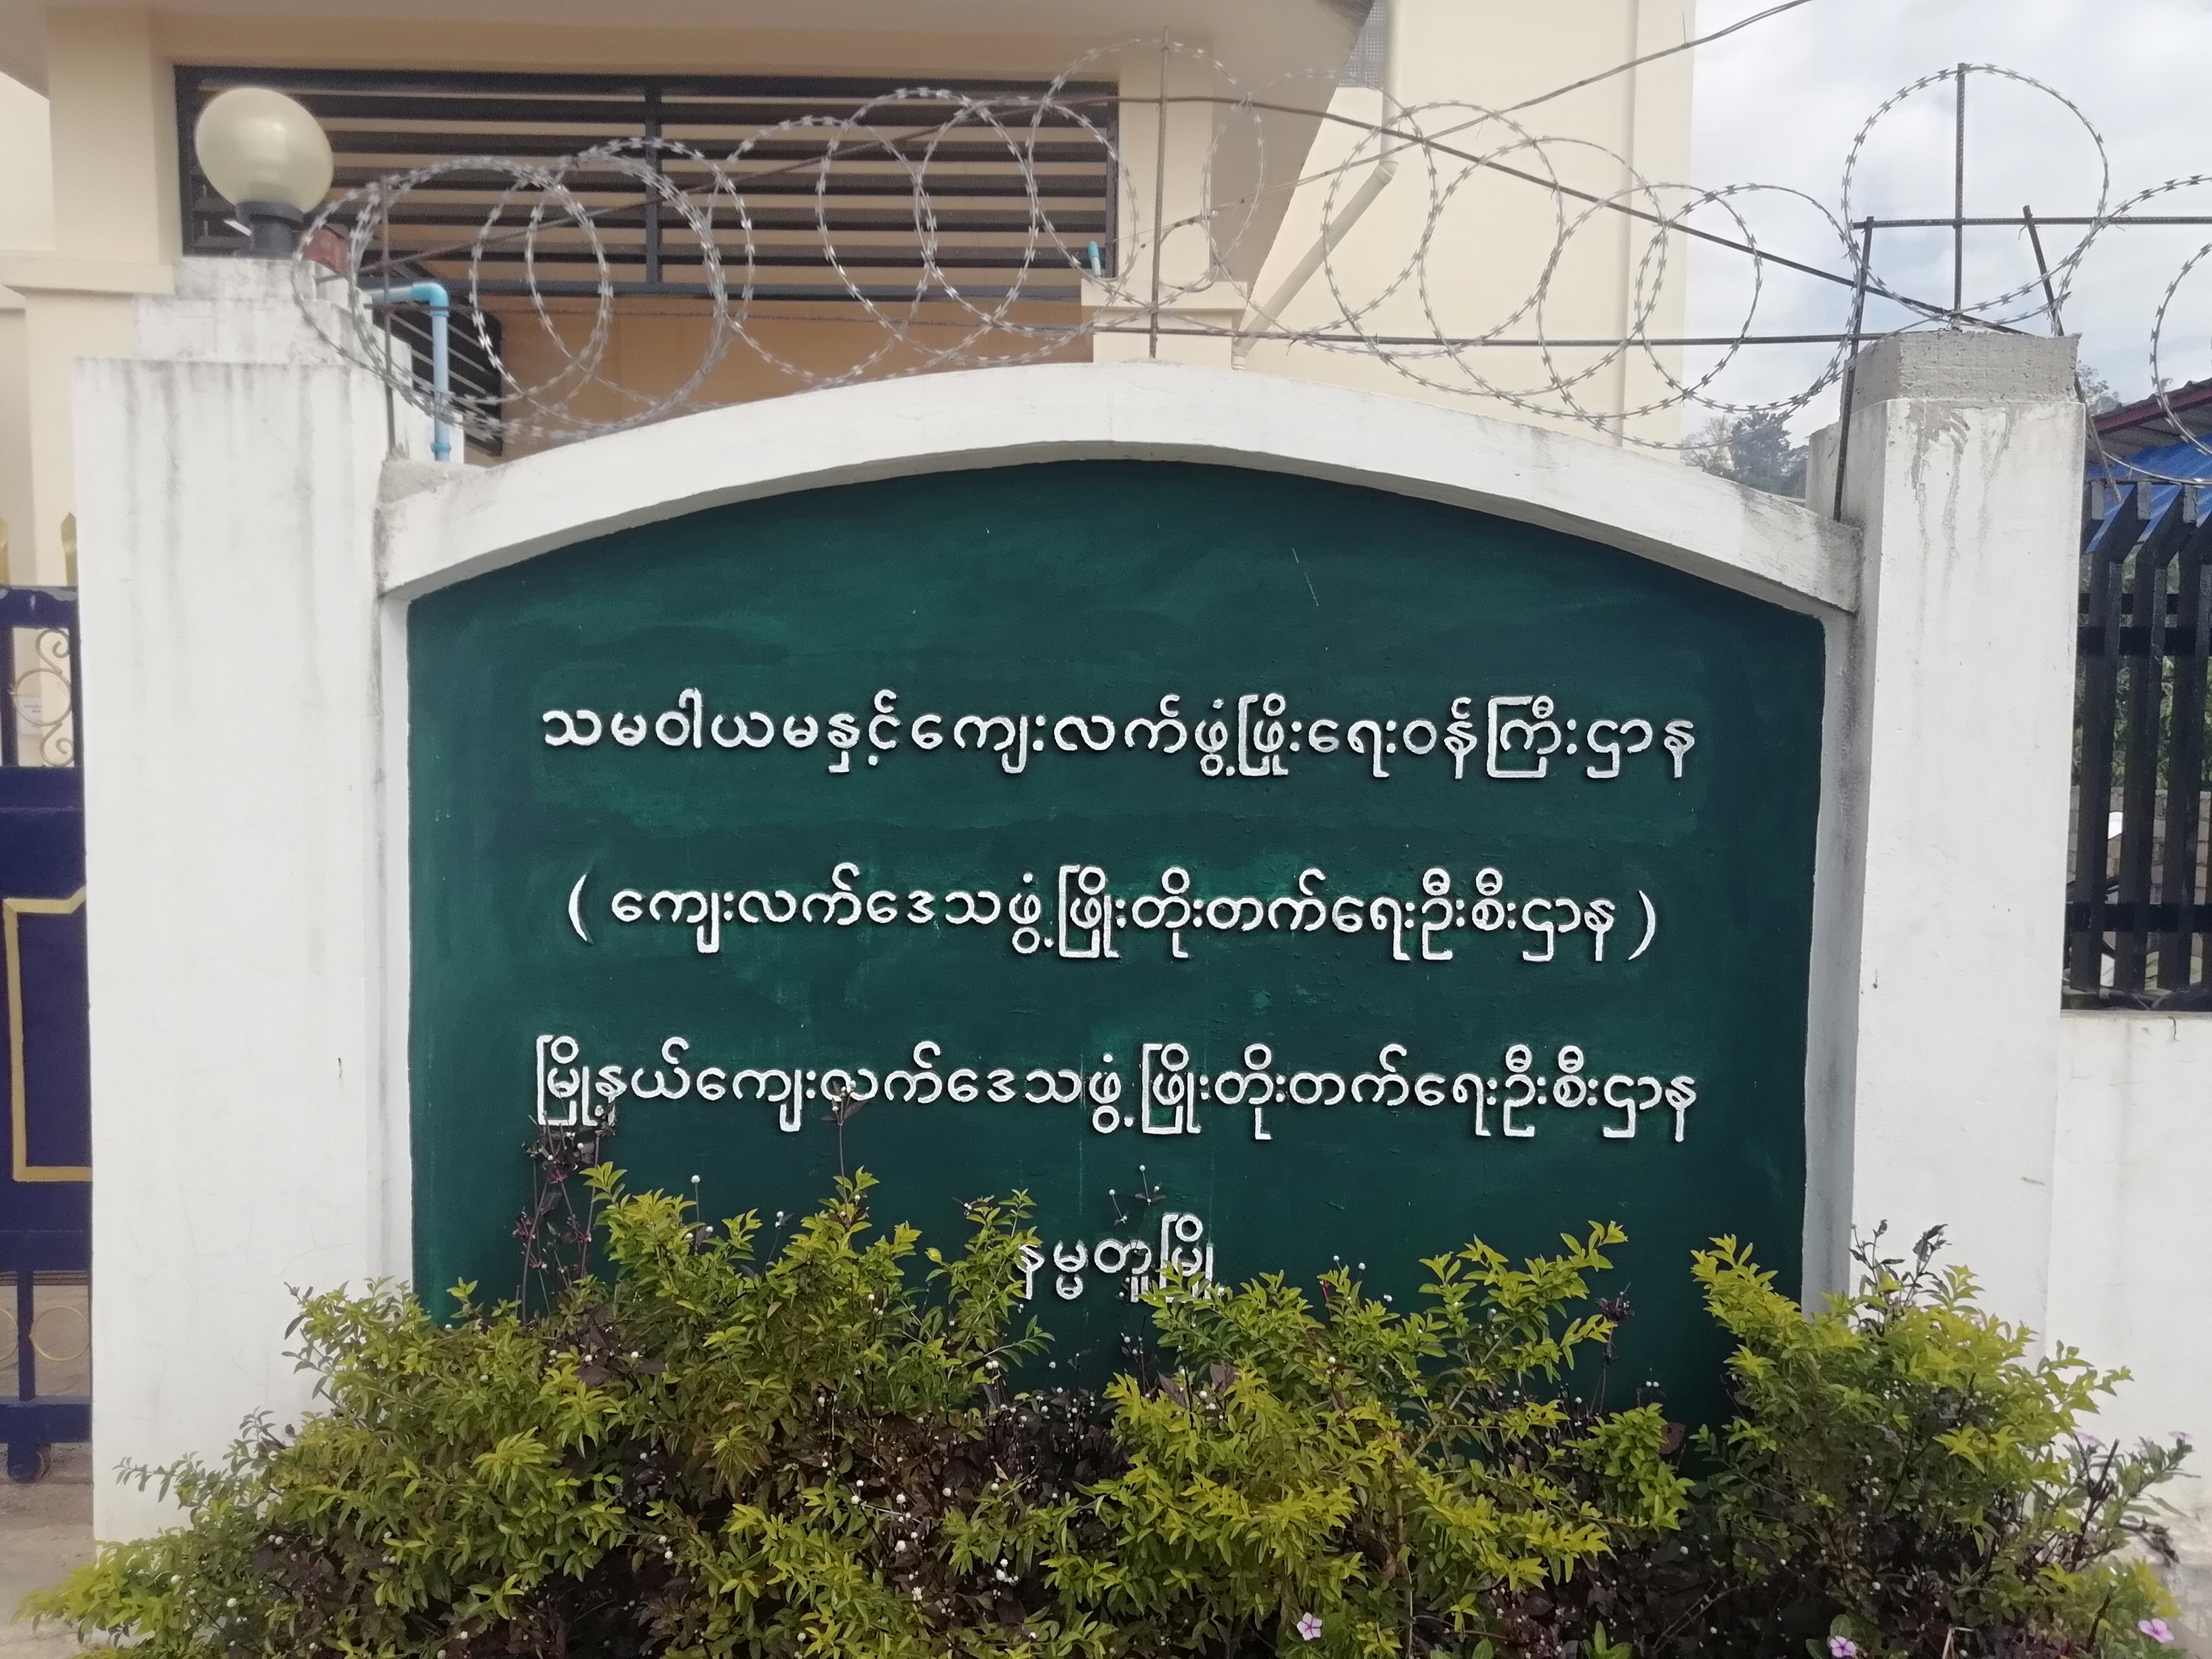 သမဝါယမနှင့်ကျေးလက်ဖွံ့ဖြိုးရေးဝန်ကြီးဌာန
( ကျေးလက်ဒေသဖွံ့ဖြိုးတိုးတက်ရေးဦးစီးဌာန )
မြို့နယ်ကျေးလက်ဒေသဖွံ့ဖြိုးတိုးတက်ရေးဦးစီးဌာန
နမ္မတူမြို့